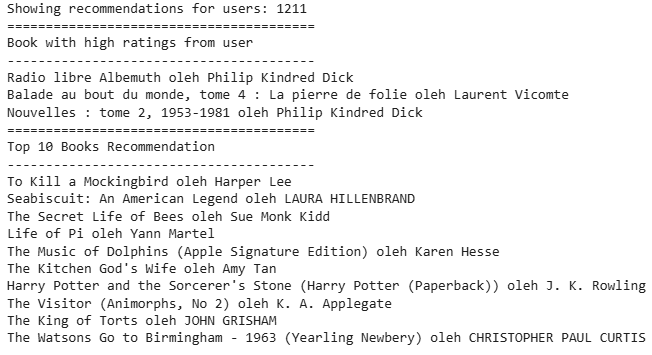 Showing recommendations for users: 1211
========================================
Book with high ratings from user
----------------------------------------
Radio libre Albemuth oleh Philip Kindred Dick
Balade au bout du monde, tome 4 : La pierre de folie oleh Laurent Vicomte
Nouvelles : tome 2, 1953-1981 oleh Philip Kindred Dick
========================================
Top 10 Books Recommendation
----------------------------------------
To Kill a Mockingbird oleh Harper Lee
Seabiscuit: An American Legend oleh LAURA HILLENBRAND
The Secret Life of Bees oleh Sue Monk Kidd
Life of Pi oleh Yann Martel
The Music of Dolphins (Apple Signature Edition) oleh Karen Hesse
The Kitchen God's Wife oleh Amy Tan
Harry Potter and the Sorcerer's Stone (Harry Potter (Paperback)) oleh J. K. Rowling
The Visitor (Animorphs, No 2) oleh K. A. Applegate
The King of Torts oleh JOHN GRISHAM
The Watsons Go to Birmingham - 1963 (Yearling Newbery) oleh CHRISTOPHER PAUL CURTIS